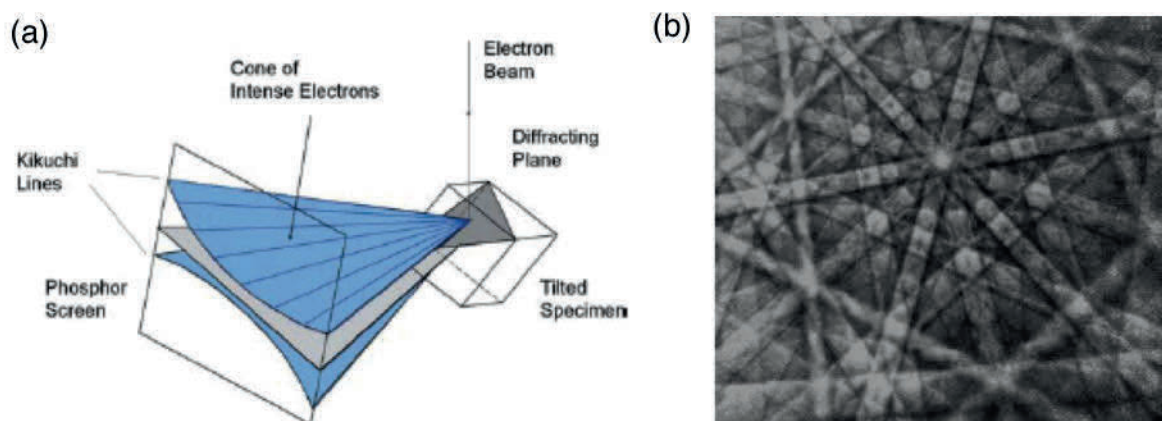 (a)
Cone of
Intense Electrons
Electron
Beam
Diffracting
Plane
Kikuchi
Lines
Phosphor
Screen
Tilted
Specimen
(b)